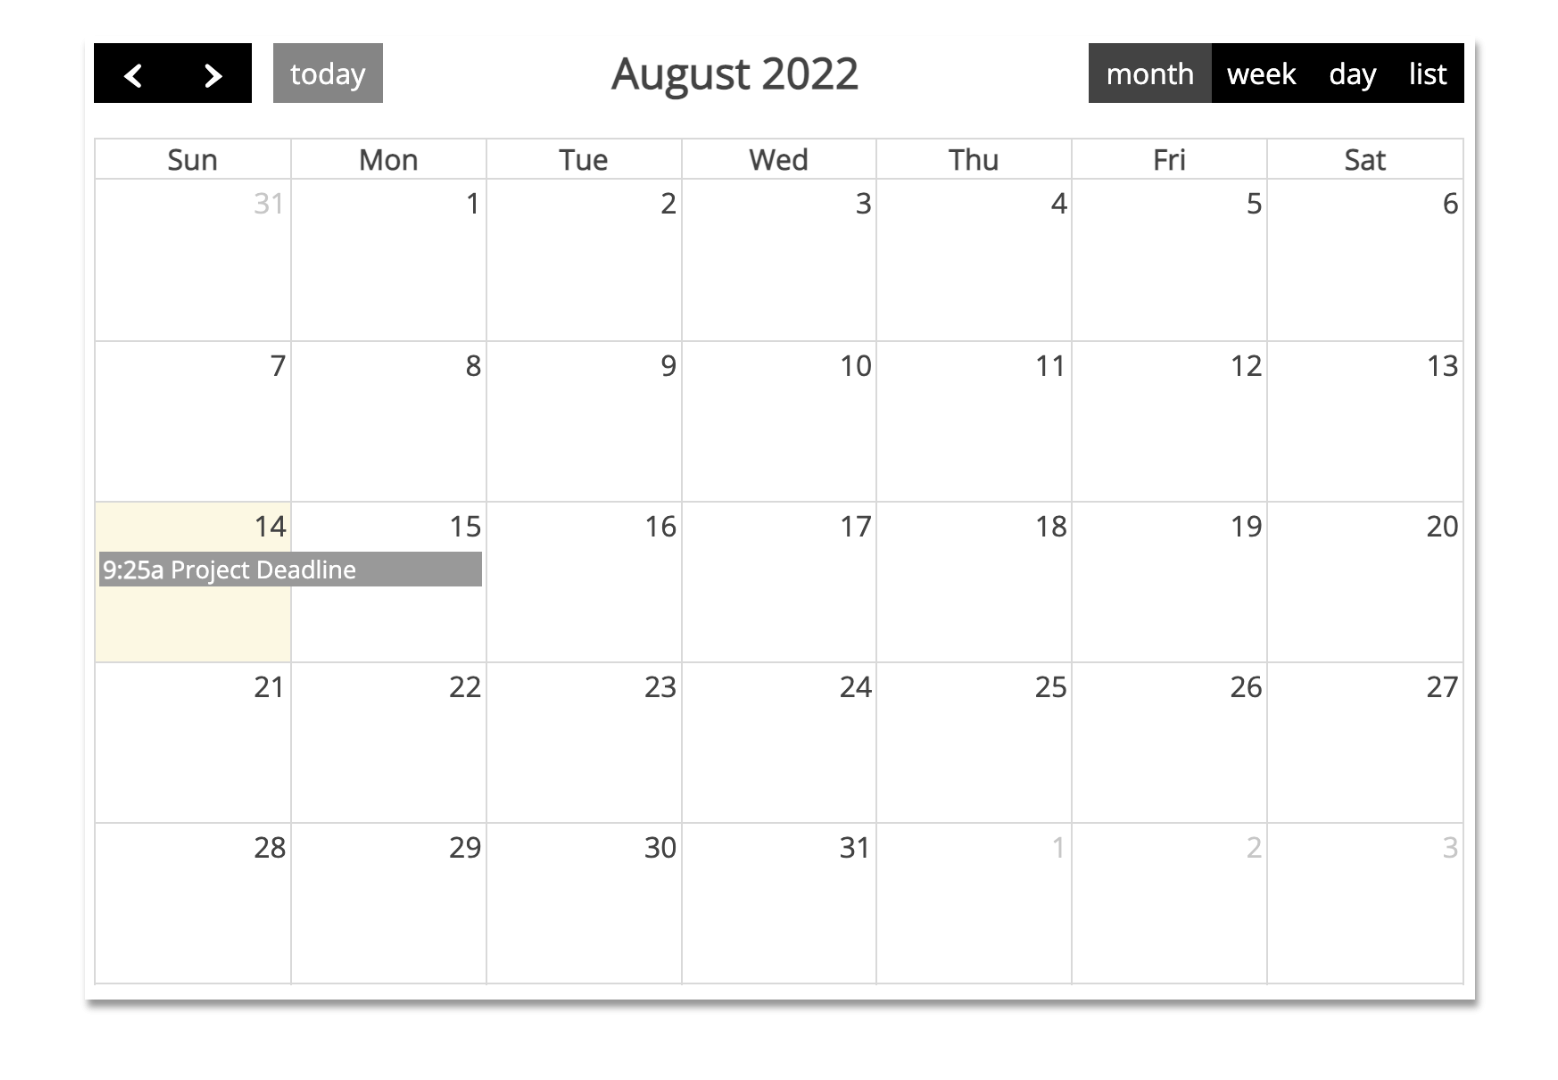 today August 2022 month week day list
Sun Mon Tue Wed Thu Fri Sat
31 1 2 3 4 5 6
7 8 9 10 11 12 13
14 15 16 17 18 19 20
9:25a Project Deadline
21 22 23 24 25 26 27
28 29 30 31 1 2 3